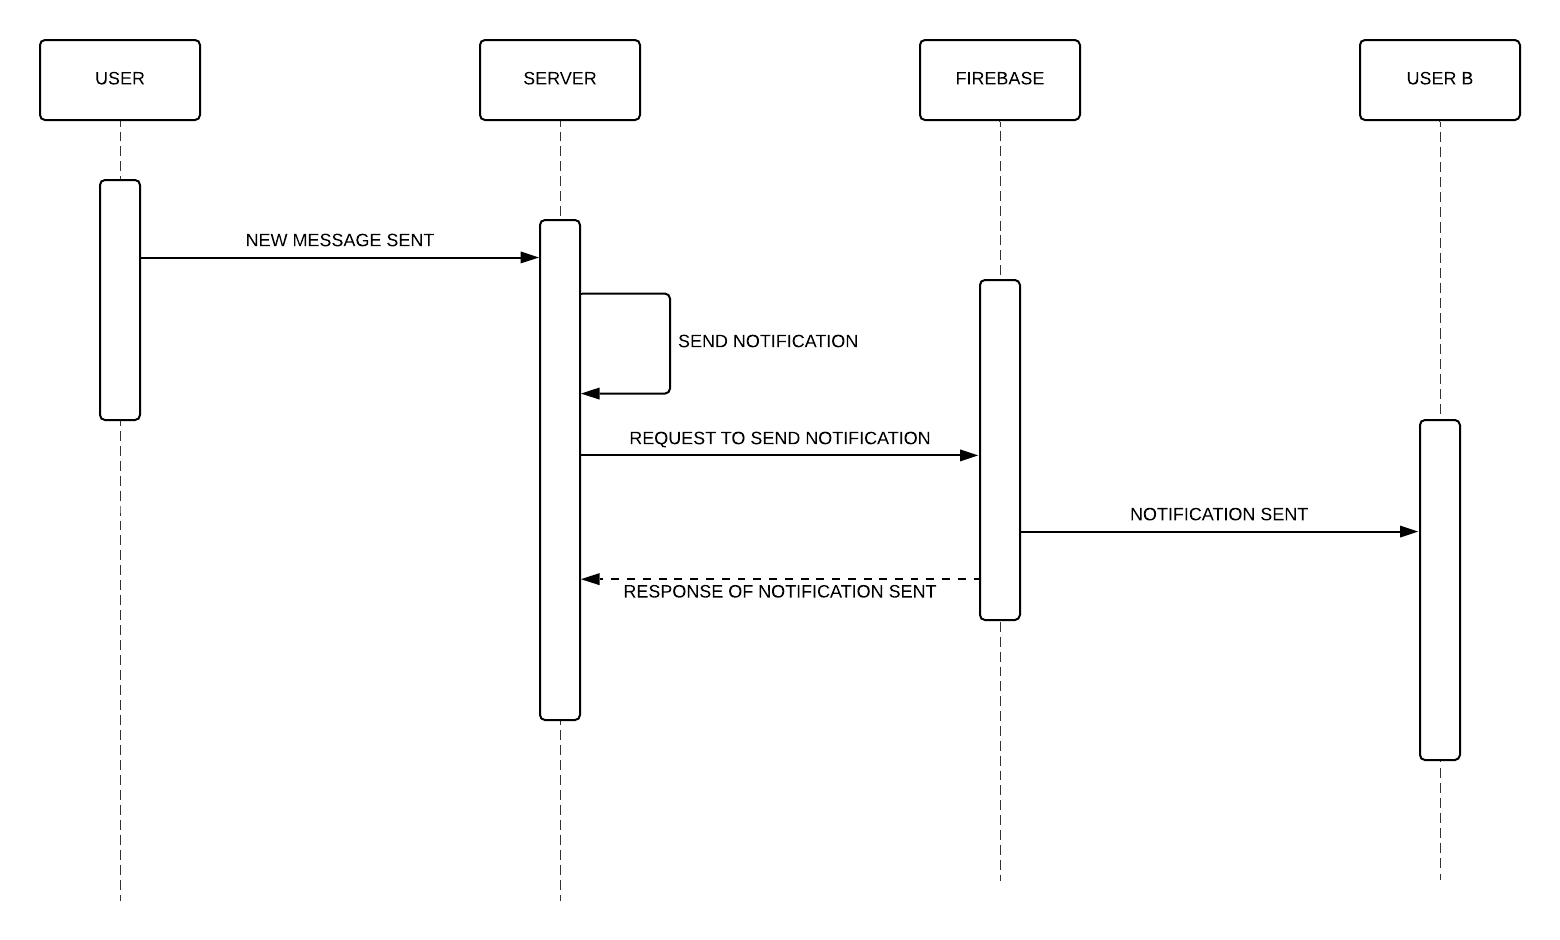 USER
SERVER
FIREBASE
USER B
NEW MESSAGE SENT
SEND NOTIFICATION
REQUEST TO SEND NOTIFICATION
NOTIFICATION SENT
RESPONSE OF NOTIFICATION SENT